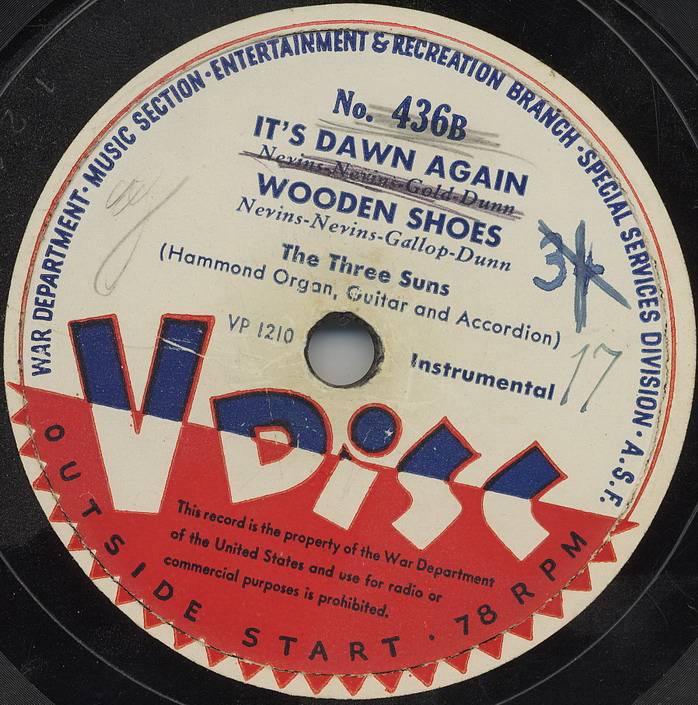 WAR DEPARTMENT·MUSIC SECTION·ENTERTAINMENT & RECREATION BRANCH·SPECIAL SERVICES DIVISION·A.S.F.
No. 436B
IT'S DAWN AGAIN
Nevins-Nevins-Gold-Dunn
WOODEN SHOES
Nevins-Nevins-Gallop-Dunn
The Three Suns
(Hammond Organ, Guitar and Accordion)
VP 1210
Instrumental
17
V DiSC
This record is the property of the War Department
of the United States and use for radio or
commercial purposes is prohibited.
OUTSIDE START · 78 RPM